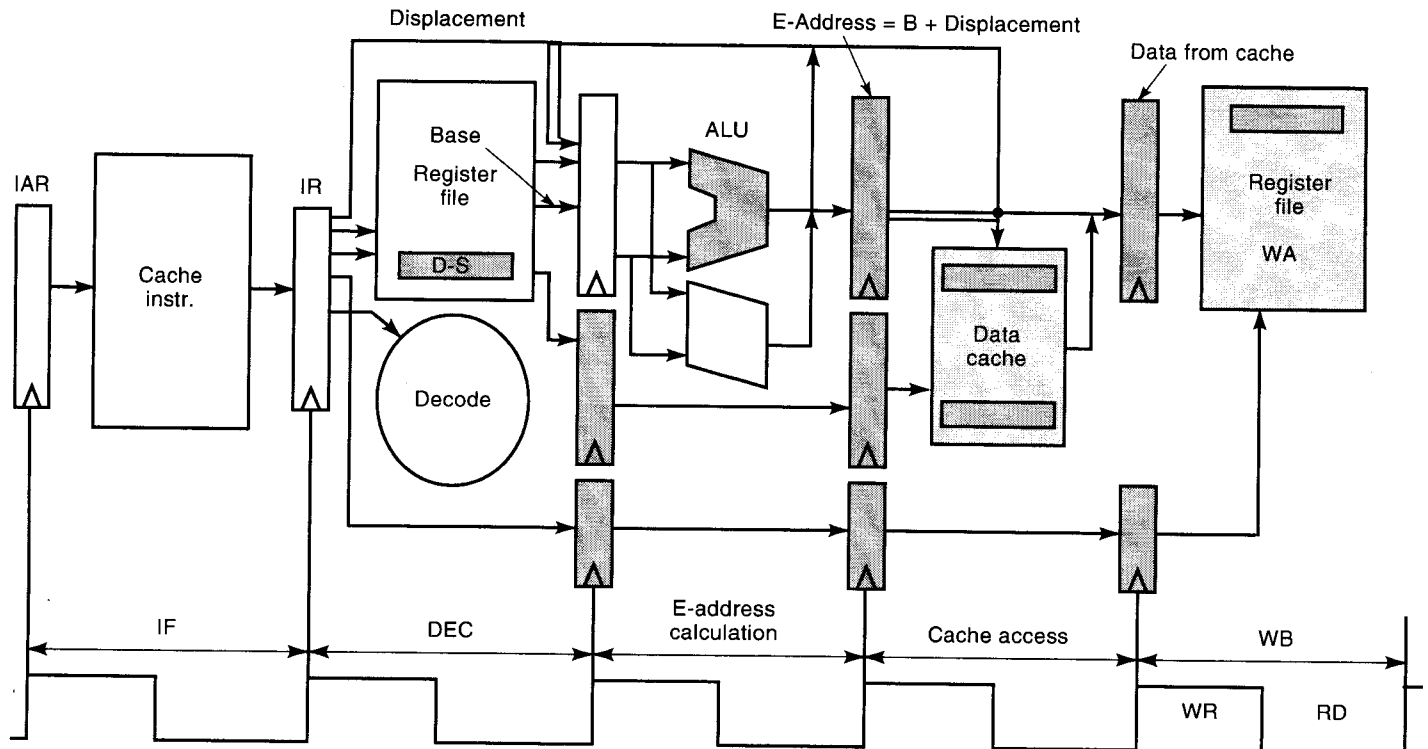 Displacement
E-Address = B + Displacement
Data from cache
IAR
Cache
instr.
IR
Base
Register
file
D-S
Decode
ALU
Data
cache
Register
file
WA
IF
DEC
E-address
calculation
Cache access
WB
WR
RD